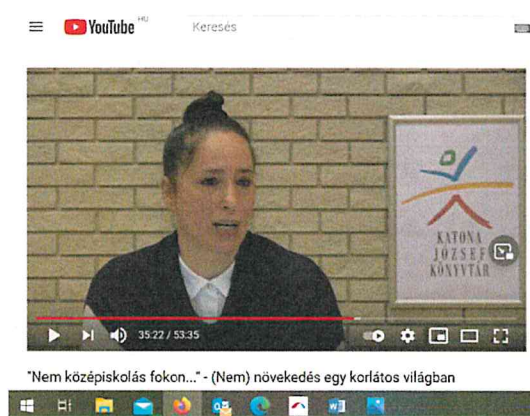 YouTube HU
Keresés
KATONA
JÓZSEF
KÖNYVTÁR
35:22 / 53:35
"Nem középiskolás fokon..." - (Nem) növekedés egy korlátos világban